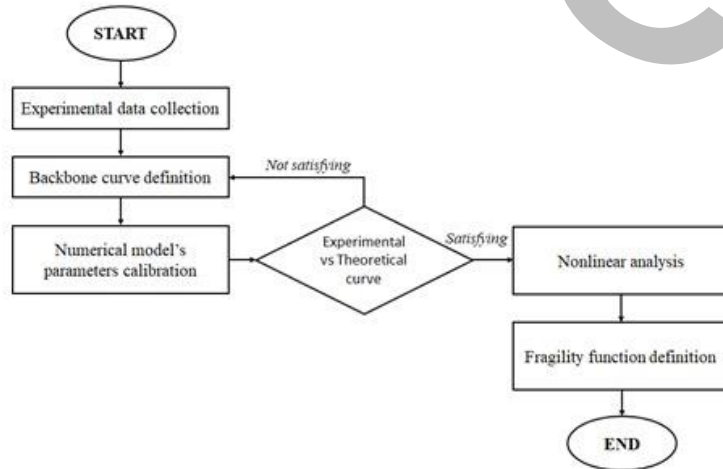 START
Experimental data collection
Backbone curve definition
Not satisfying
Numerical model's
parameters calibration
Experimental
vs Theoretical
curve
Satisfying
Nonlinear analysis
Fragility function definition
END